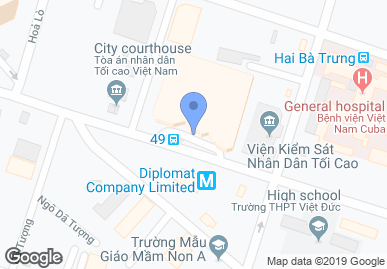 Hoả Lò
City courthouse
Tòa án nhân dân
Tối cao Việt Nam
Hai Bà Trưng
H
General hospital
Bệnh viện Việt
Nam Cuba
49
Viện Kiểm Sát
Nhân Dân Tối Cao
Diplomat
Company Limited
M
High school
Trường THPT Việt Đức
Ngõ Dã Tượng
Tượng
Trường Mẫu
Giáo Mầm Non A
Google
Map data ©2019 Google